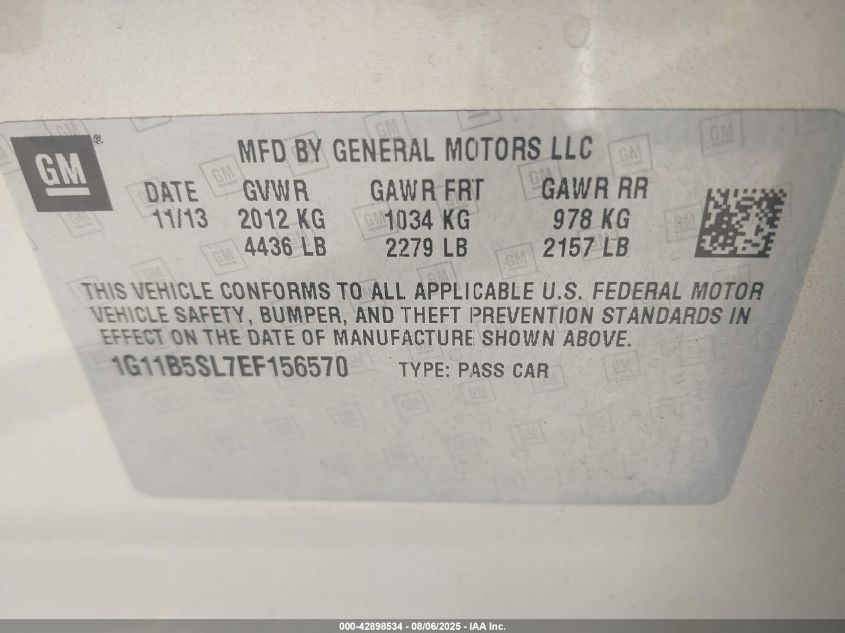 GM®
MFD BY GENERAL MOTORS LLC
DATE GVWR GAWR FRT GAWR RR
11/13 2012 KG 1034 KG 978 KG
4436 LB 2279 LB 2157 LB
THIS VEHICLE CONFORMS TO ALL APPLICABLE U.S. FEDERAL MOTOR
VEHICLE SAFETY, BUMPER, AND THEFT PREVENTION STANDARDS IN
EFFECT ON THE DATE OF MANUFACTURE SHOWN ABOVE.
1G11B5SL7EF156570 TYPE: PASS CAR
000-42898534 - 08/06/2025 - IAA Inc.